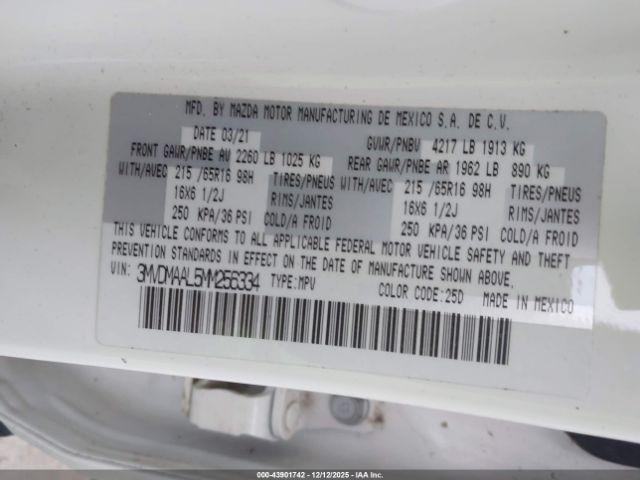 MFD. BY MAZDA MOTOR MANUFACTURING DE MEXICO S.A. DE C.V.
DATE 03/21 GVWR/PNBV 4217 LB 1913 KG
FRONT GAWR/PNBE AV 2260 LB 1025 KG REAR GAWR/PNBE AR 1962 LB 890 KG
WITH/AVEC 215 /65R16 98H TIRES/PNEUS WITH/AVEC 215 /65R16 98H TIRES/PNEUS
16X6 1/2J RIMS/JANTES 16X6 1/2J RIMS/JANTES
250 KPA/36 PSI COLD/A FROID 250 KPA/36 PSI COLD/A FROID
THIS VEHICLE CONFORMS TO ALL APPLICABLE FEDERAL MOTOR VEHICLE SAFETY AND THEFT
PREVENTION STANDARDS IN EFFECT ON THE DATE OF MANUFACTURE SHOWN ABOVE.
VIN: 3MVDMAAL5MM256334 TYPE:MPV COLOR CODE:25D MADE IN MEXICO
000-43901742 - 12/12/2025 - IAA Inc.